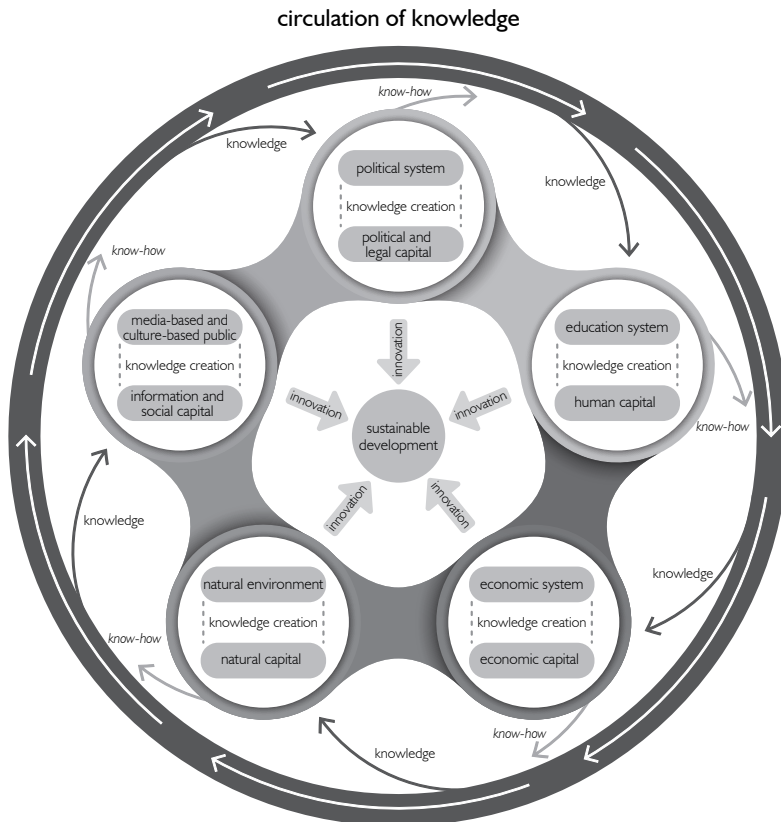 circulation of knowledge
know-how
knowledge
political system
knowledge creation
political and
legal capital
knowledge
know-how
media-based and
culture-based public
knowledge creation
information and
social capital
innovation
innovation
innovation
sustainable
development
innovation
innovation
education system
knowledge creation
human capital
know-how
knowledge
natural environment
knowledge creation
natural capital
know-how
economic system
knowledge creation
economic capital
knowledge
know-how
knowledge